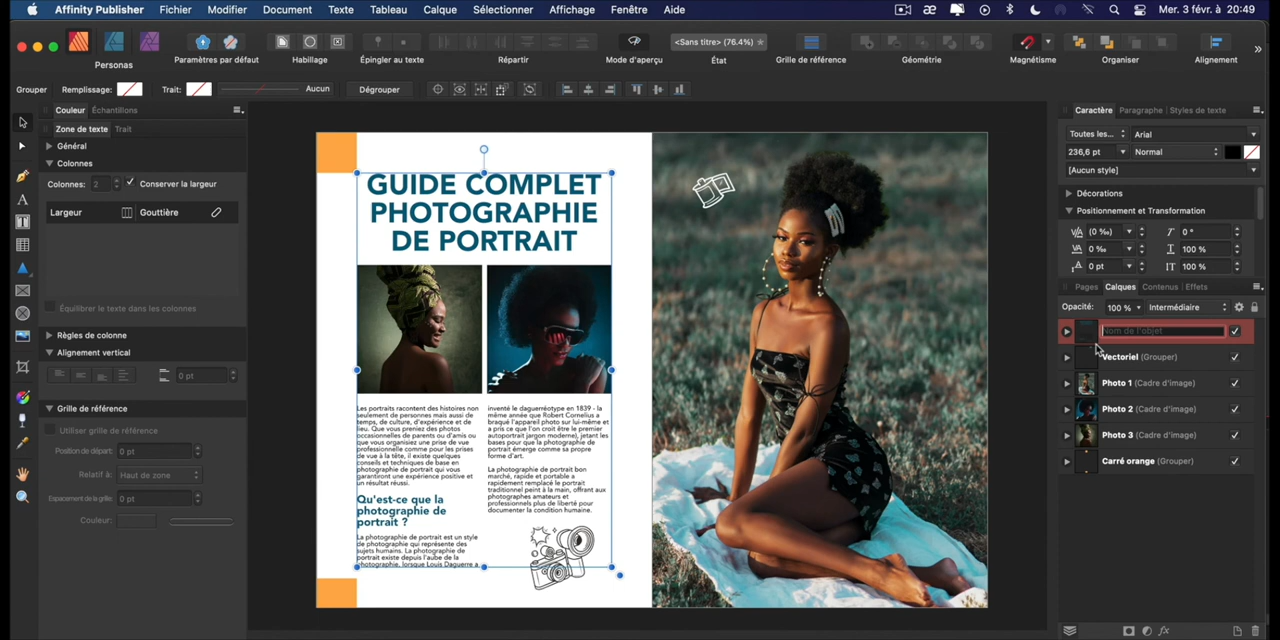 Affinity Publisher Fichier Modifier Document Texte Tableau Calque Sélectionner Affichage Fenêtre Aide Mer. 3 févr. à 20:49
<Sans titre> (76.4%)
Personas Paramètres par défaut Habillage Épingler au texte Répartir Mode d'aperçu État Grille de référence Géométrie Magnétisme Organiser Alignement
Grouper Remplissage: Trait: Aucun Dégrouper
Couleur Échantillons
Zone de texte Trait
Général
Colonnes
Colonnes: 2 Conserver la largeur
Largeur Gouttière
Équilibrer le texte dans les colonnes
Règles de colonne
Alignement vertical
0 pt
Grille de référence
Utiliser grille de référence
Position de départ: 0 pt
Relatif à: Haut de zone
Espacement de la grille: 0 pt
Couleur:
GUIDE COMPLET
PHOTOGRAPHIE
DE PORTRAIT
Les portraits racontent des histoires non
seulement de personnes mais aussi de
temps, de culture, d'expérience et de
lieu. Que vous preniez des photos
occasionnelles de parents ou d'amis ou
que vous organisiez une prise de vue
professionnelle comme pour les prises
de vue à la tête, il existe quelques
conseils et techniques de base en
photographie de portrait qui vous
garantiront une expérience positive et
un résultat réussi.
Qu'est-ce que la
photographie de
portrait ?
La photographie de portrait est un style
de photographie qui représente des
sujets humains. La photographie de
portrait existe depuis l'aube de la
photographie, lorsque Louis Daguerre a
inventé le daguerréotype en 1839 - la
même année que Robert Cornelius a
braqué l'appareil photo sur lui-même et
a pris ce que l'on croit être le premier
autoportrait jargon moderne), jetant les
bases pour que la photographie de
portrait émerge comme sa propre
forme d'art.
La photographie de portrait bon
marché, rapide et portable a
rapidement remplacé le portrait
traditionnel peint à la main, offrant aux
photographes amateurs et
professionnels plus de liberté pour
documenter la condition humaine.
Caractère Paragraphe Styles de texte
Toutes les... Arial
236,6 pt Normal
[Aucun style]
Décorations
Positionnement et Transformation
(0 ‰) 0 °
0 ‰ 100 %
0 pt 100 %
Pages Calques Contenus Effets
Opacité: 100 % Intermédiaire
Nom de l'objet
Vectoriel (Grouper)
Photo 1 (Cadre d'image)
Photo 2 (Cadre d'image)
Photo 3 (Cadre d'image)
Carré orange (Grouper)